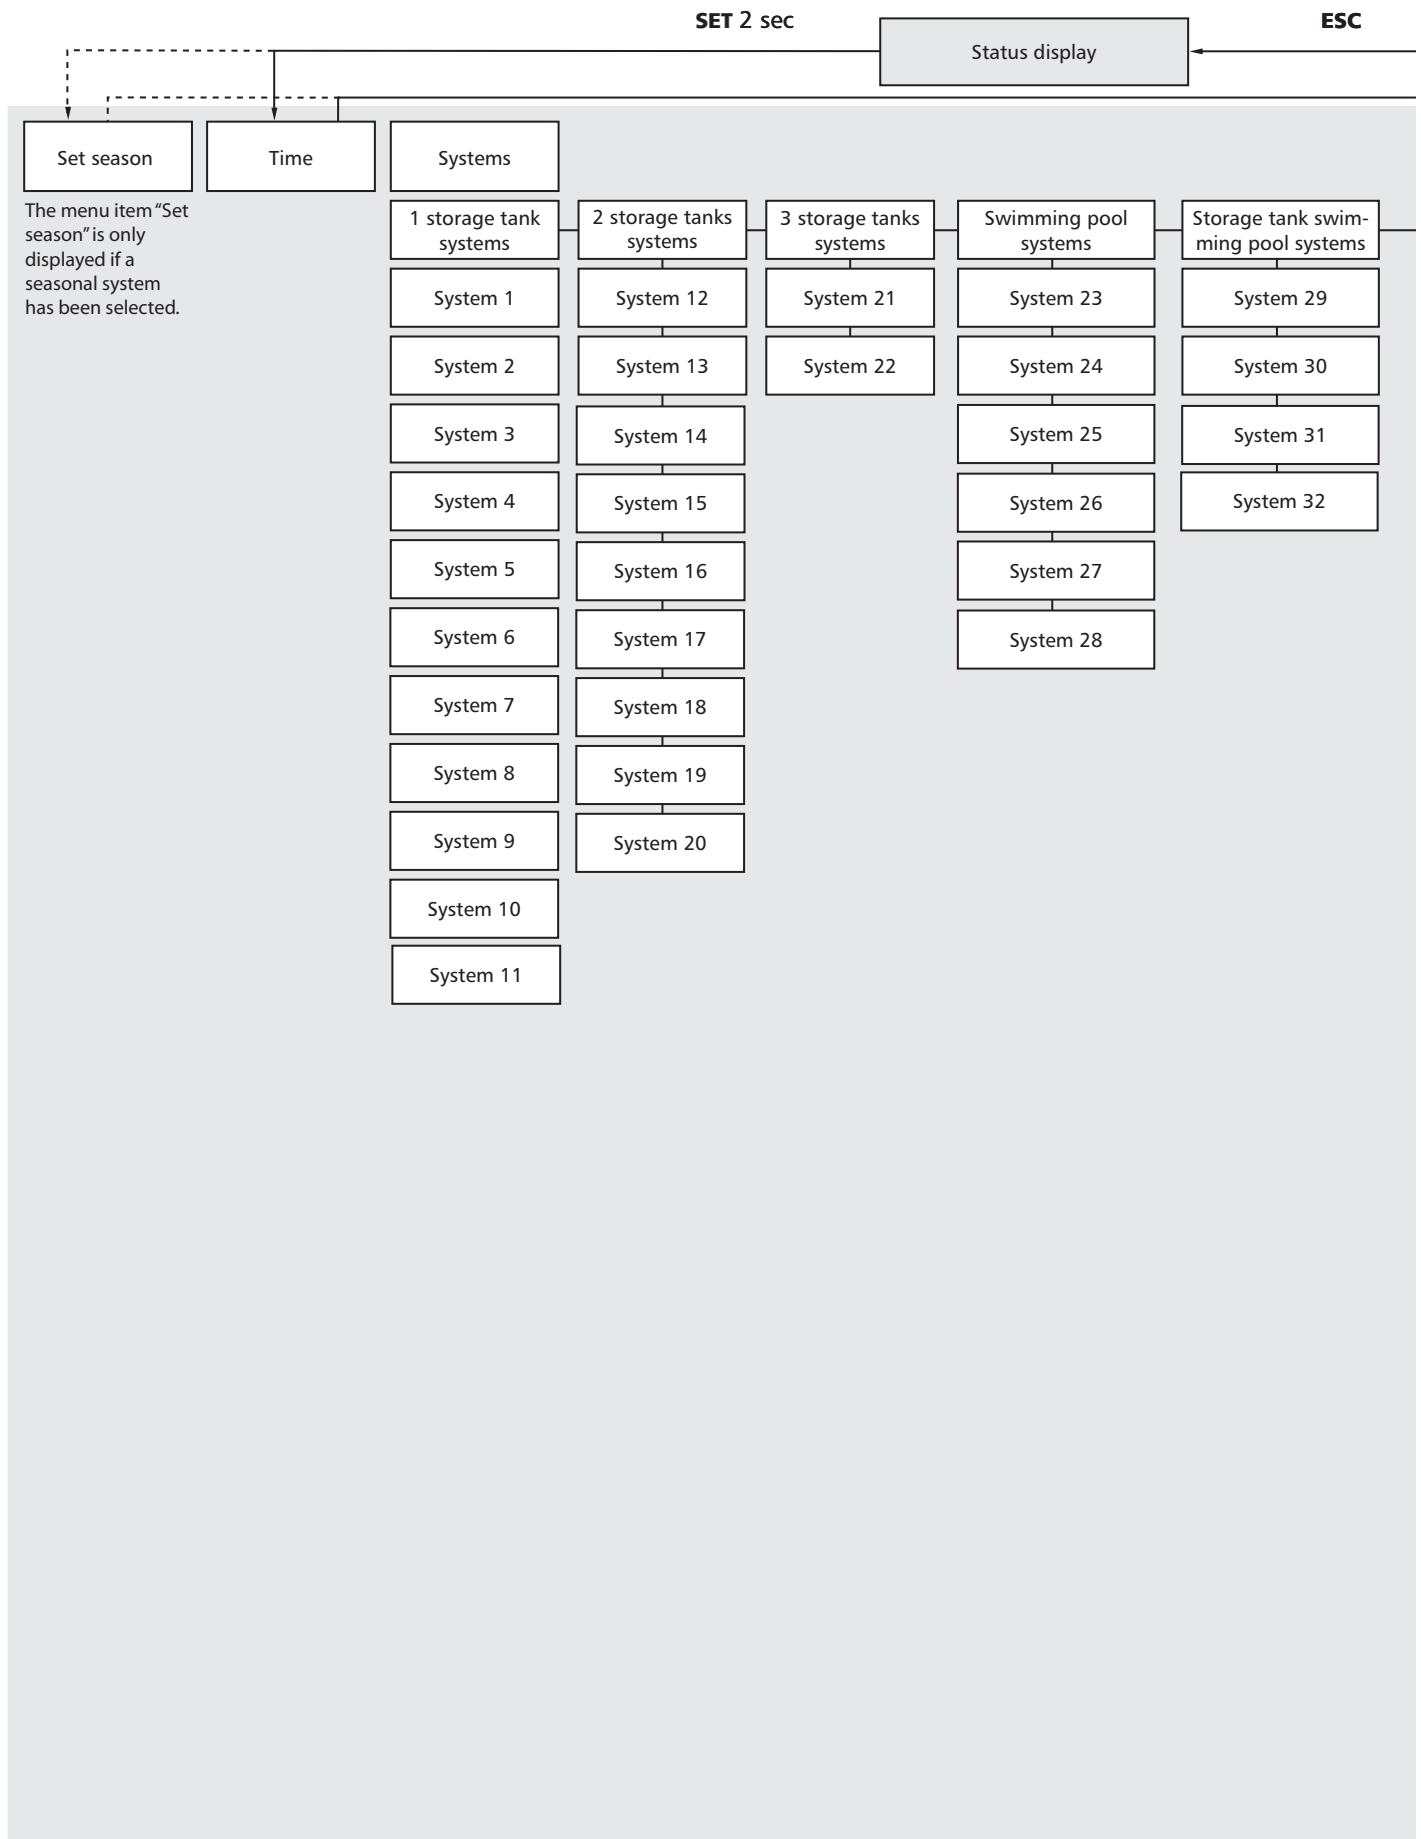 SET 2 sec
ESC
Status display
Set season
Time
Systems
The menu item “Set
season” is only
displayed if a
seasonal system
has been selected.
1 storage tank
systems
System 1
System 2
System 3
System 4
System 5
System 6
System 7
System 8
System 9
System 10
System 11
2 storage tanks
systems
System 12
System 13
System 14
System 15
System 16
System 17
System 18
System 19
System 20
3 storage tanks
systems
System 21
System 22
Swimming pool
systems
System 23
System 24
System 25
System 26
System 27
System 28
Storage tank swim-
ming pool systems
System 29
System 30
System 31
System 32